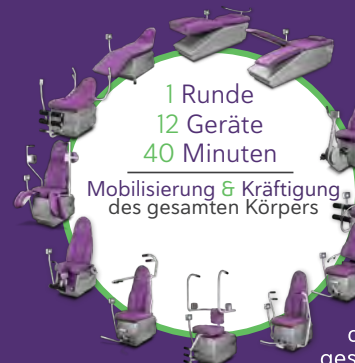 1 Runde
12 Geräte
40 Minuten
Mobilisierung & Kräftigung
des gesamten Körpers